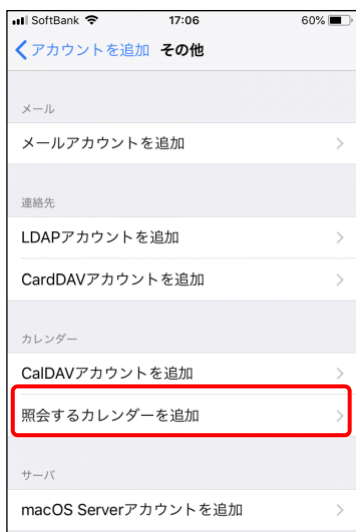 SoftBank 17:06 60%
アカウントを追加 その他
メール
メールアカウントを追加
連絡先
LDAPアカウントを追加
CardDAVアカウントを追加
カレンダー
CalDAVアカウントを追加
照会するカレンダーを追加
サーバ
macOS Serverアカウントを追加